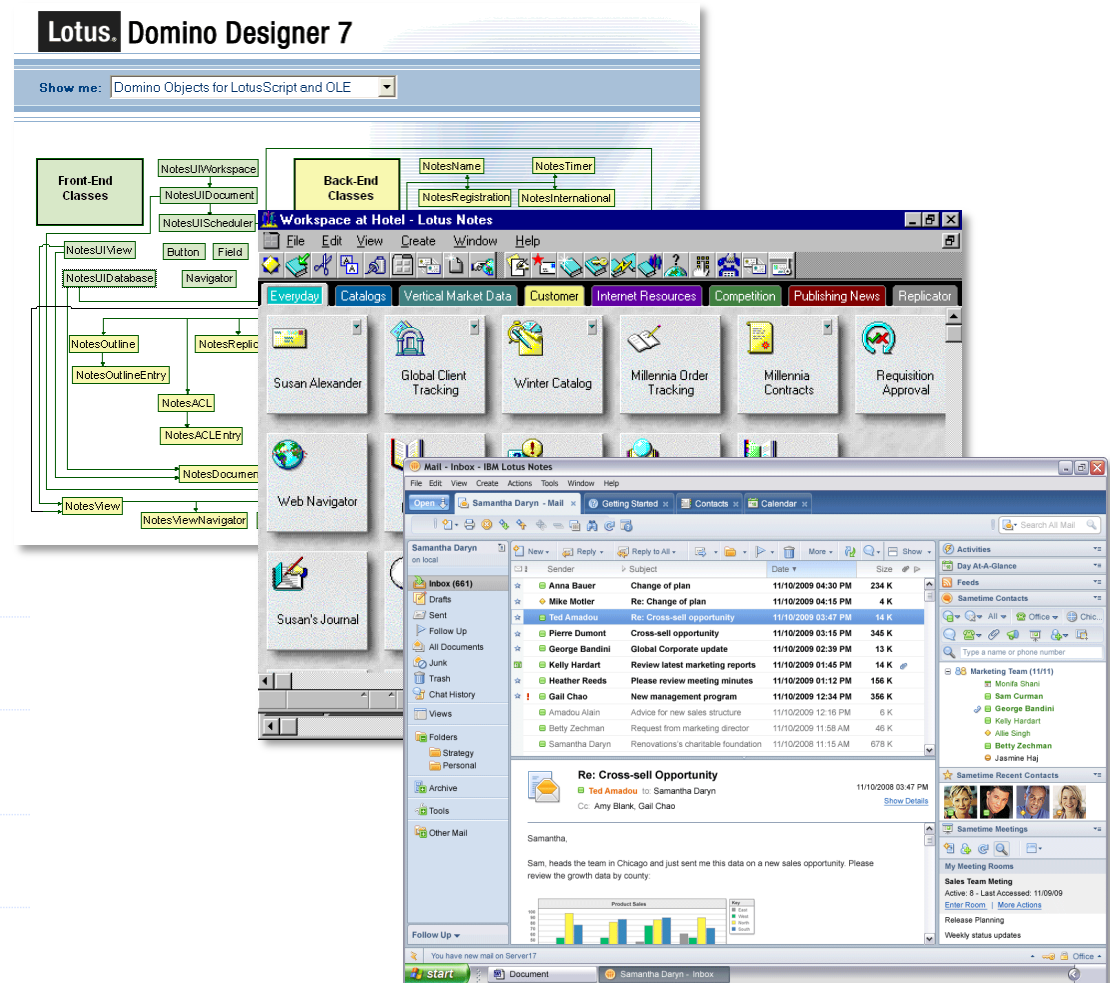 Lotus. Domino Designer 7
Show me: Domino Objects for LotusScript and OLE
Front-End Classes
NotesUIWorkspace
NotesUIDocument
NotesUIScheduler
NotesUIView
Button
Field
NotesUIDatabase
Navigator
Back-End Classes
NotesName
NotesTimer
NotesRegistration
NotesInternational
NotesOutline
NotesReplic
NotesOutlineEntry
NotesACL
NotesACLEntry
NotesDocumen
NotesView
NotesViewNavigator
Workspace at Hotel - Lotus Notes
File Edit View Create Window Help
Everyday Catalogs Vertical Market Data Customer Internet Resources Competition Publishing News Replicator
Susan Alexander
Global Client Tracking
Winter Catalog
Millennia Order Tracking
Millennia Contracts
Requisition Approval
Web Navigator
Susan's Journal
Mail - Inbox - IBM Lotus Notes
File Edit View Create Actions Tools Window Help
Open Samantha Daryn - Mail Getting Started Contacts Calendar
Search All Mail
Samantha Daryn
on local
Inbox (661)
Drafts
Sent
Follow Up
All Documents
Junk
Trash
Chat History
Views
Folders
Strategy
Personal
Archive
Tools
Other Mail
Follow Up
New Reply Reply to All More Show
Sender Subject Date Size
Anna Bauer Change of plan 11/10/2009 04:30 PM 234 K
Mike Motler Re: Change of plan 11/10/2009 04:15 PM 4 K
Ted Amadou Re: Cross-sell opportunity 11/10/2009 03:47 PM 14 K
Pierre Dumont Cross-sell opportunity 11/10/2009 03:15 PM 345 K
George Bandini Global Corporate update 11/10/2009 02:39 PM 13 K
Kelly Hardart Review latest marketing reports 11/10/2009 01:45 PM 14 K
Heather Reeds Please review meeting minutes 11/10/2009 01:12 PM 156 K
! Gail Chao New management program 11/10/2009 12:34 PM 356 K
Amadou Alain Advice for new sales structure 11/10/2009 12:16 PM 6 K
Betty Zechman Request from marketing director 11/10/2009 11:58 AM 46 K
Samantha Daryn Renovations's charitable foundation 11/10/2008 11:15 AM 678 K
Re: Cross-sell Opportunity
Ted Amadou to: Samantha Daryn
Cc: Amy Blank, Gail Chao
11/10/2008 03:47 PM
Show Details
Samantha,
Sam, heads the team in Chicago and just sent me this data on a new sales opportunity. Please
review the growth data by county:
Product Sales
100
90
80
70
60
50
Key
East
West
North
South
Activities
Day At-A-Glance
Feeds
Sametime Contacts
All Office Chic...
Type a name or phone number
Marketing Team (11/11)
Monifa Shani
Sam Curman
George Bandini
Kelly Hardart
Allie Singh
Betty Zechman
Jasmine Haj
Sametime Recent Contacts
Sametime Meetings
My Meeting Rooms
Sales Team Meting
Active: 8 - Last Accessed: 11/09/09
Enter Room | More Actions
Release Planning
Weekly status updates
You have new mail on Server17
Office
start Document Samantha Daryn - Inbox